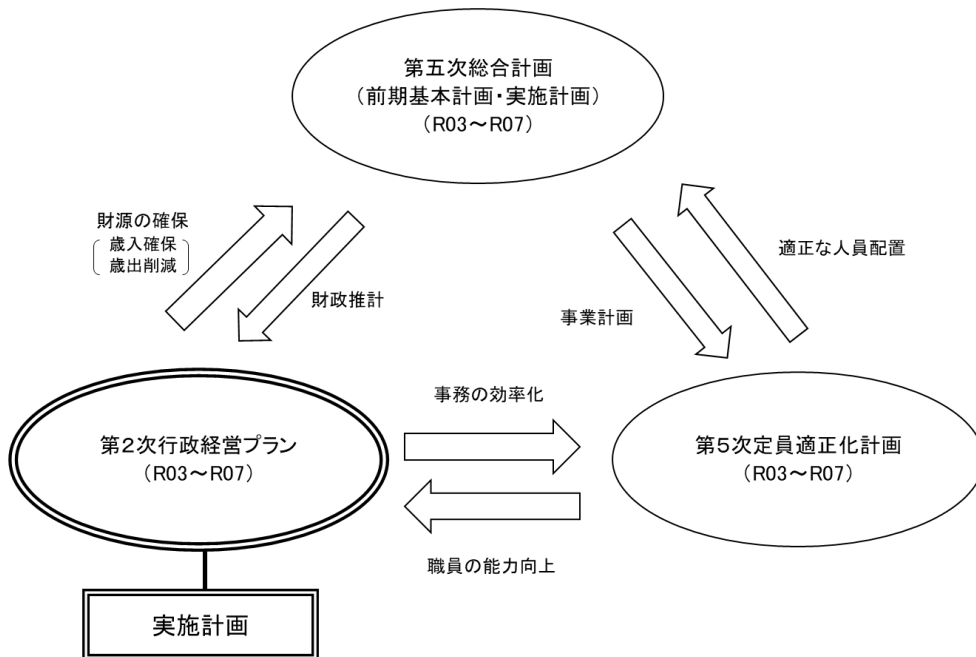 第五次総合計画
(前期基本計画・実施計画)
(R03～R07)
財源の確保
歳入確保
歳出削減
財政推計
適正な人員配置
事業計画
事務の効率化
第2次行政経営プラン
(R03～R07)
第5次定員適正化計画
(R03～R07)
職員の能力向上
実施計画